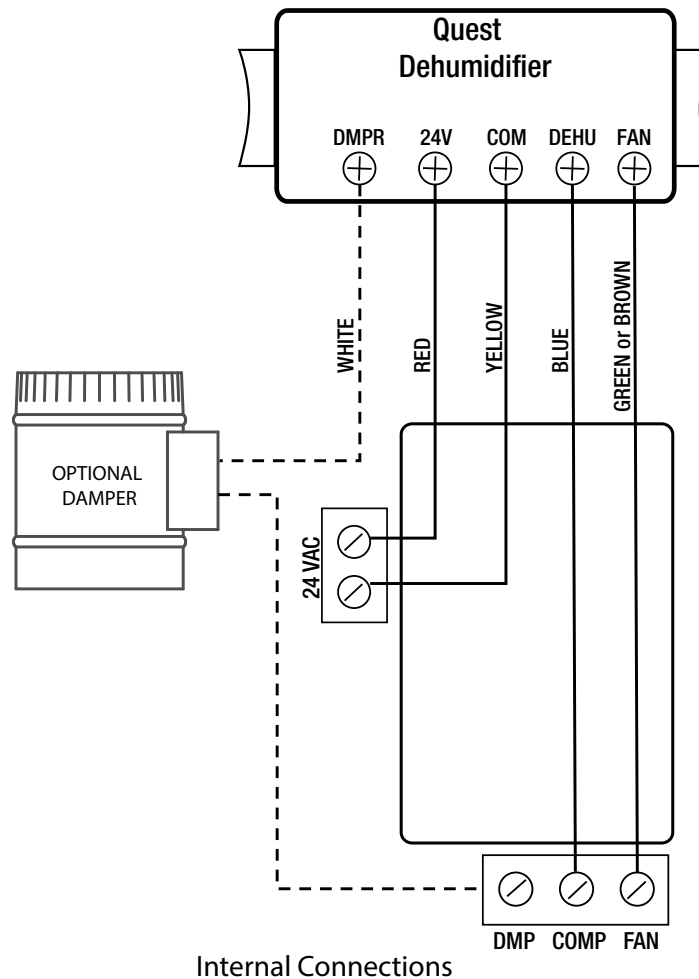 Quest
Dehumidifier
DMPR 24V COM DEHU FAN
WHITE
RED
YELLOW
BLUE
GREEN or BROWN
OPTIONAL
DAMPER
24 VAC
DMP COMP FAN
Internal Connections